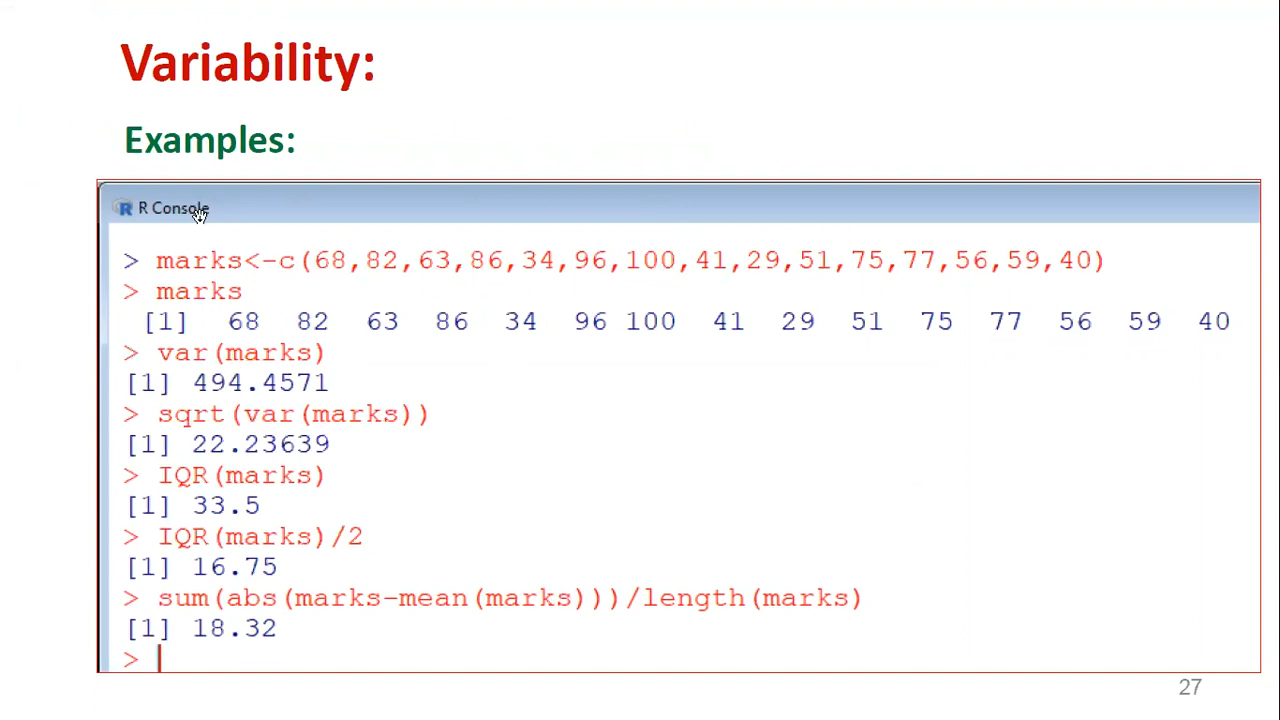 Variability:
Examples:
R Console
> marks<-c(68,82,63,86,34,96,100,41,29,51,75,77,56,59,40)
> marks
[1] 68 82 63 86 34 96 100 41 29 51 75 77 56 59 40
> var(marks)
[1] 494.4571
> sqrt(var(marks))
[1] 22.23639
> IQR(marks)
[1] 33.5
> IQR(marks)/2
[1] 16.75
> sum(abs(marks-mean(marks)))/length(marks)
[1] 18.32
>
27